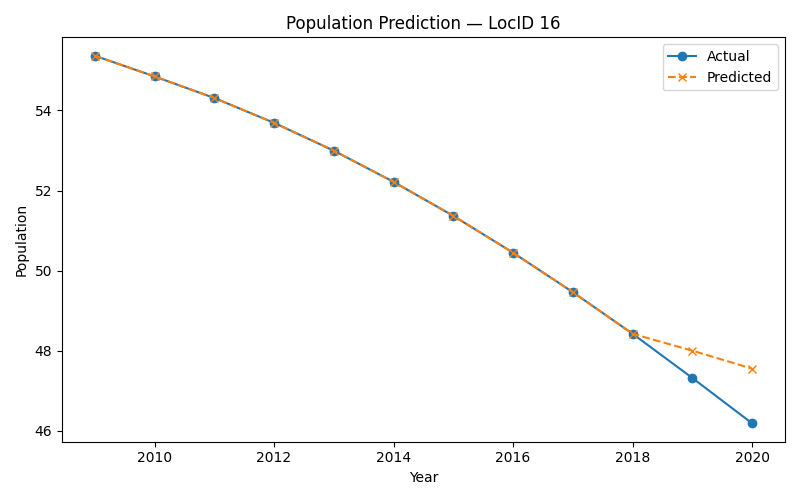 Population Prediction — LocID 16
Actual
Predicted
54
52
50
48
46
Population
2010 2012 2014 2016 2018 2020
Year